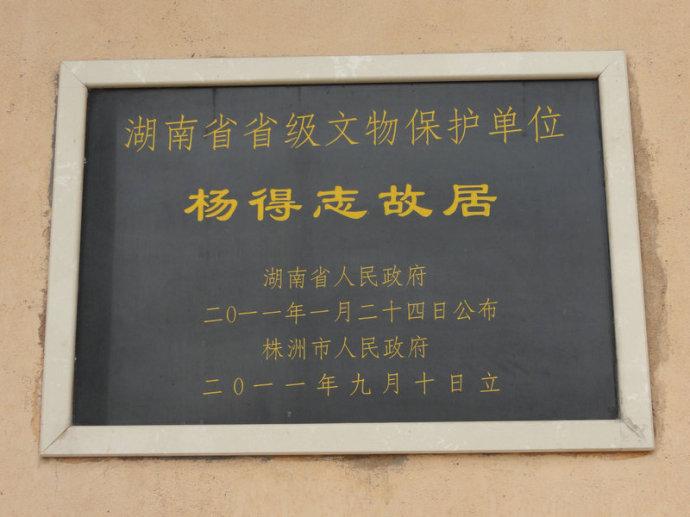 湖南省省级文物保护单位
杨得志故居
湖南省人民政府
二0一一年一月二十四日公布
株洲市人民政府
二0一一年九月十日立